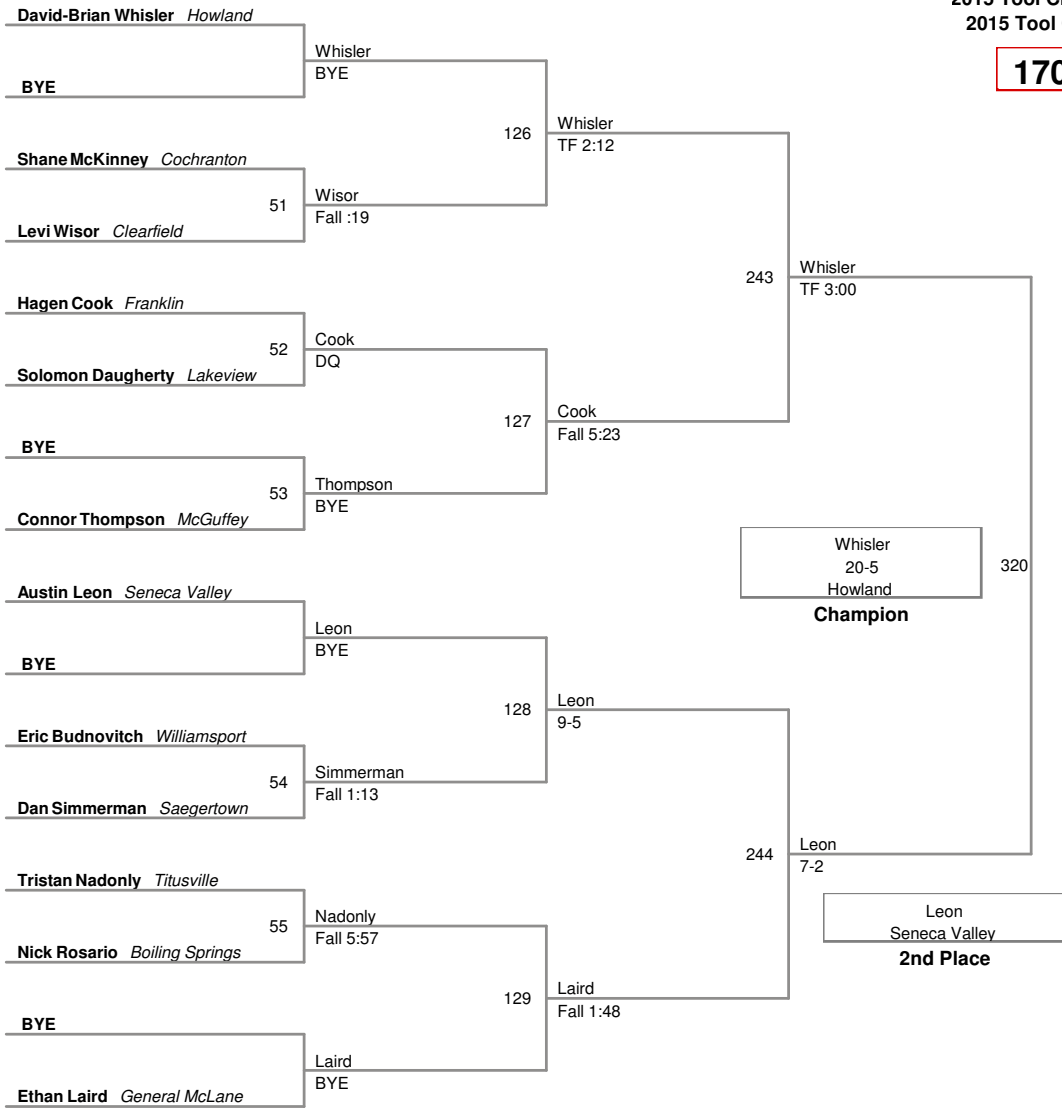 2015 Tool
2015 Tool
170
David-Brian Whisler Howland
Whisler
BYE
BYE
126
Whisler
TF 2:12
Shane McKinney Cochranton
51
Wisor
Fall :19
Levi Wisor Clearfield
243
Whisler
TF 3:00
Hagen Cook Franklin
52
Cook
DQ
Solomon Daugherty Lakeview
127
Cook
Fall 5:23
BYE
53
Thompson
BYE
Connor Thompson McGuffey
Whisler
20-5
Howland
Champion
320
Austin Leon Seneca Valley
Leon
BYE
BYE
128
Leon
9-5
Eric Budnovitch Williamsport
54
Simmerman
Fall 1:13
Dan Simmerman Saegertown
244
Leon
7-2
Tristan Nadonly Titusville
55
Nadonly
Fall 5:57
Nick Rosario Boiling Springs
Leon
Seneca Valley
2nd Place
129
Laird
Fall 1:48
BYE
Laird
BYE
Ethan Laird General McLane